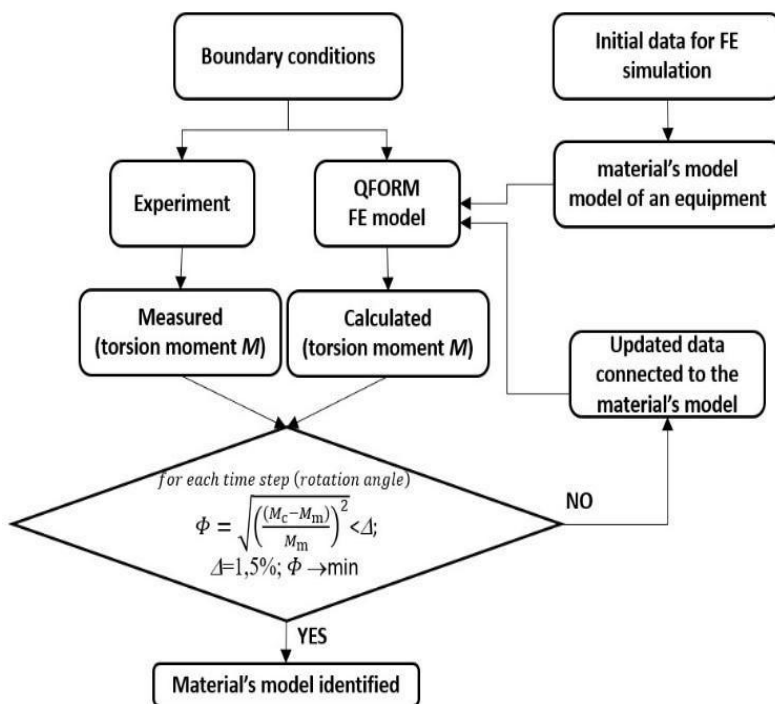 Boundary conditions
Initial data for FE
simulation
Experiment
QFORM
FE model
material's model
model of an equipment
Measured
(torsion moment M)
Calculated
(torsion moment M)
Updated data
connected to the
material's model
for each time step (rotation angle)
Φ = √(((M_c−M_m)/M_m)^2) <Δ;
Δ=1,5%; Φ →min
NO
YES
Material's model identified